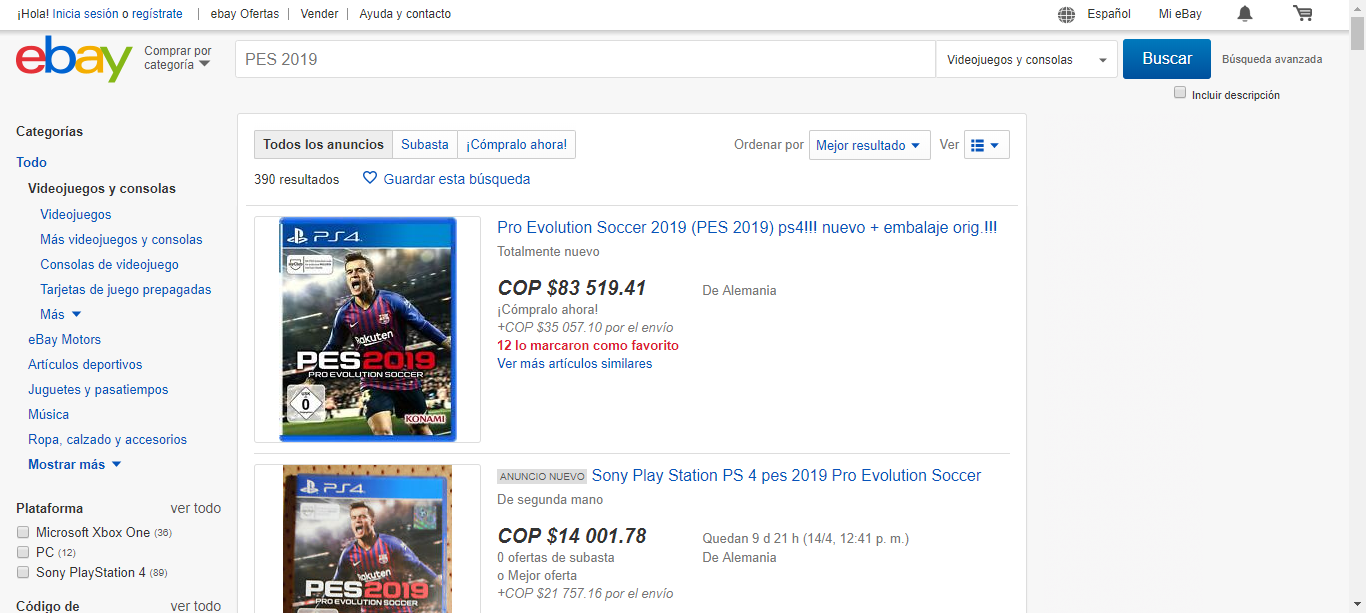 ¡Hola! Inicia sesión o regístrate | ebay Ofertas | Vender | Ayuda y contacto Español Mi eBay
ebay
Comprar por
categoría
PES 2019
Videojuegos y consolas
Buscar
Búsqueda avanzada
Incluir descripción
Categorías
Todo
Videojuegos y consolas
Videojuegos
Más videojuegos y consolas
Consolas de videojuego
Tarjetas de juego prepagadas
Más
eBay Motors
Artículos deportivos
Juguetes y pasatiempos
Música
Ropa, calzado y accesorios
Mostrar más
Plataforma ver todo
Microsoft Xbox One (36)
PC (12)
Sony PlayStation 4 (89)
Código de ver todo
Todos los anuncios Subasta ¡Cómpralo ahora!
Ordenar por Mejor resultado Ver
390 resultados Guardar esta búsqueda
PS4
Rakuten
PES2019
PRO EVOLUTION SOCCER
USK
0
KONAMI
Pro Evolution Soccer 2019 (PES 2019) ps4!!! nuevo + embalaje orig.!!!
Totalmente nuevo
COP $83 519.41 De Alemania
¡Cómpralo ahora!
+COP $35 057.10 por el envío
12 lo marcaron como favorito
Ver más artículos similares
PS4
Rakuten
PES2019
PRO EVOLUTION SOCCER
ANUNCIO NUEVO Sony Play Station PS 4 pes 2019 Pro Evolution Soccer
De segunda mano
COP $14 001.78 Quedan 9 d 21 h (14/4, 12:41 p. m.)
0 ofertas de subasta De Alemania
o Mejor oferta
+COP $21 757.16 por el envío